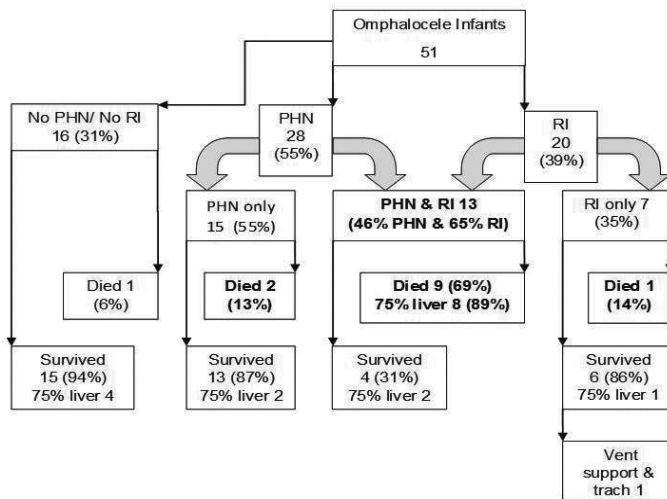 Omphalocele Infants
51
No PHN/ No RI
16 (31%)
PHN
28
(55%)
RI
20
(39%)
PHN only
15 (55%)
PHN & RI 13
(46% PHN & 65% RI)
RI only 7
(35%)
Died 1
(6%)
Died 2
(13%)
Died 9 (69%)
75% liver 8 (89%)
Died 1
(14%)
Survived
15 (94%)
75% liver 4
Survived
13 (87%)
75% liver 2
Survived
4 (31%)
75% liver 2
Survived
6 (86%)
75% liver 1
Vent
support &
trach 1